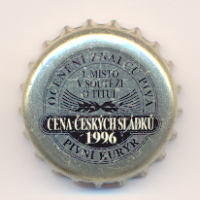 OCENĚNÍ ZNALCŮ PIVA
1. MÍSTO
V SOUTĚŽI
O TITUL
CENA ČESKÝCH SLÁDKŮ
1996
PIVNÍ KURÝR